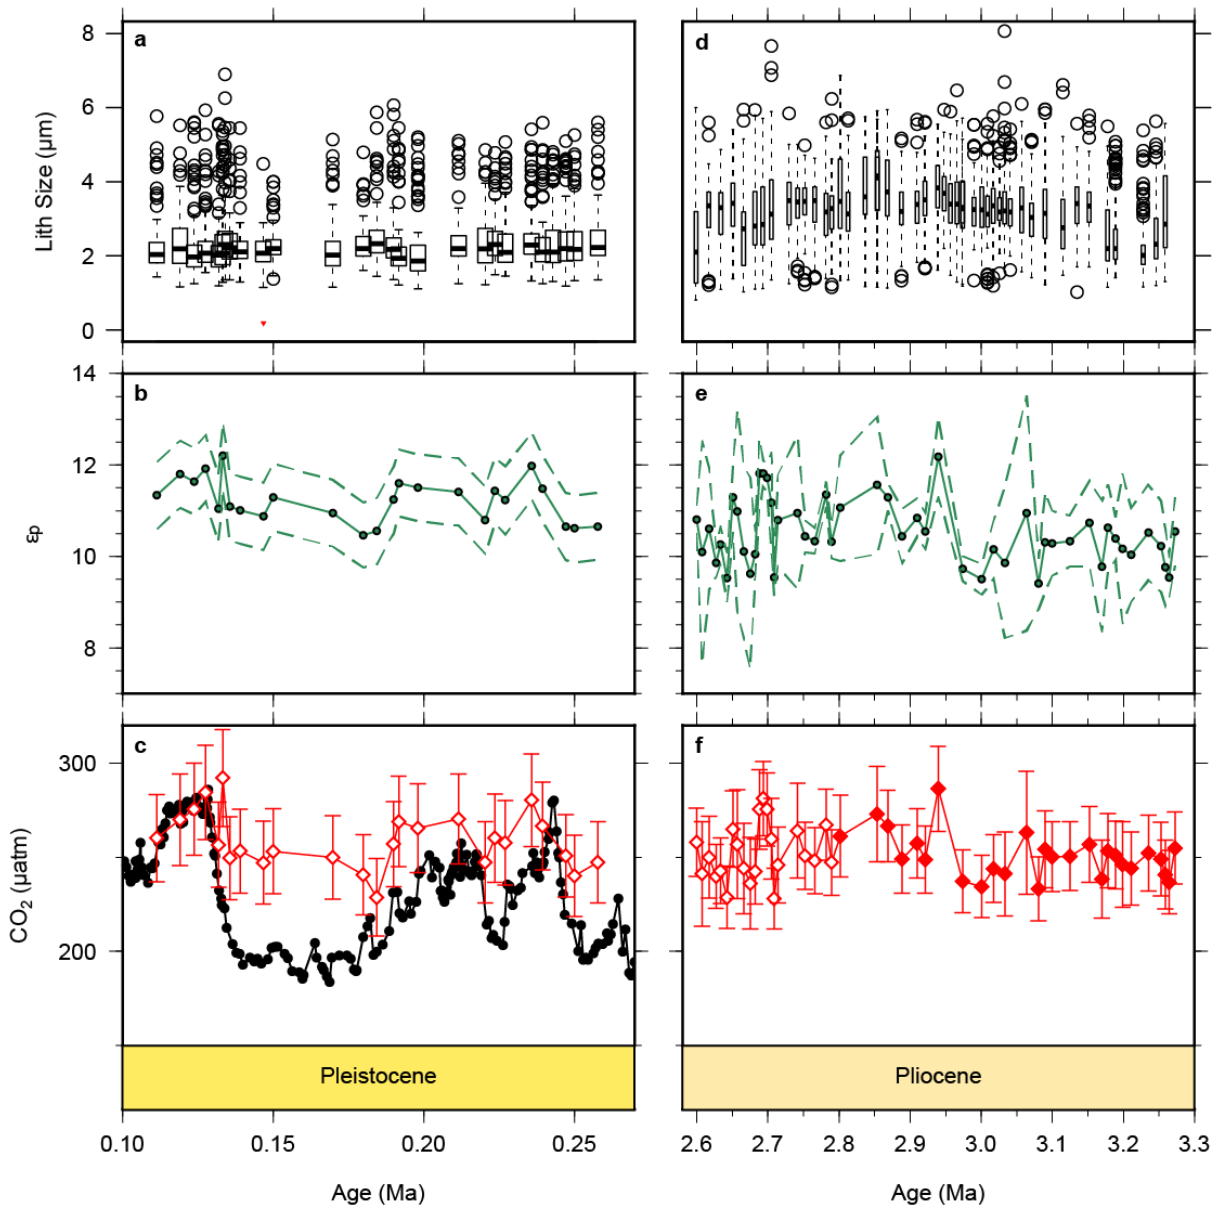 a
d
8
6
4
2
0
Lith Size (µm)
b
e
14
12
10
8
εp
c
f
300
200
CO2 (µatm)
Pleistocene
Pliocene
0.10 0.15 0.20 0.25
2.6 2.7 2.8 2.9 3.0 3.1 3.2 3.3
Age (Ma)
Age (Ma)